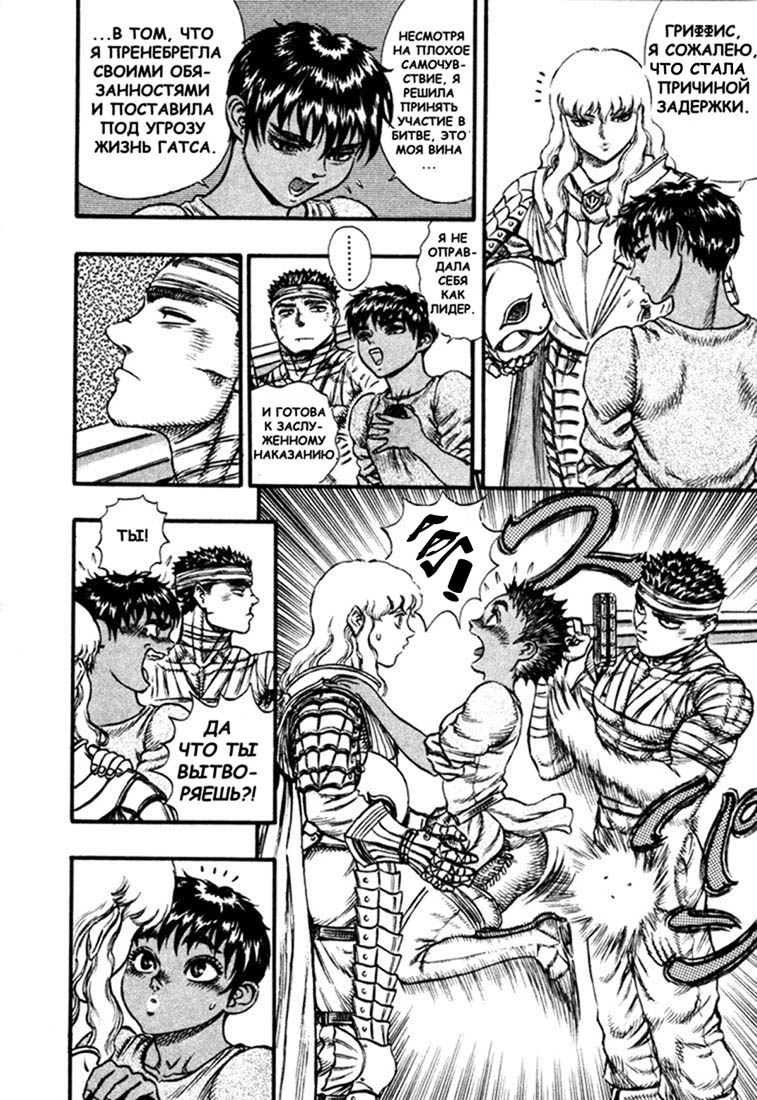 ГРИФФИС,
Я СОЖАЛЕЮ,
ЧТО СТАЛА
ПРИЧИНОЙ
ЗАДЕРЖКИ.
НЕСМОТРЯ
НА ПЛОХОЕ
САМОЧУВ-
СТВИЕ, Я
РЕШИЛА
ПРИНЯТЬ
УЧАСТИЕ В
БИТВЕ, ЭТО
МОЯ ВИНА
...
...В ТОМ, ЧТО
Я ПРЕНЕБРЕГЛА
СВОИМИ ОБЯ-
ЗАННОСТЯМИ
И ПОСТАВИЛА
ПОД УГРОЗУ
ЖИЗНЬ ГАТСА.
Я НЕ
ОПРАВ-
ДАЛА
СЕБЯ
КАК
ЛИДЕР.
И ГОТОВА
К ЗАСЛУ-
ЖЕННОМУ
НАКАЗАНИЮ
ТЫ!
ДА
ЧТО ТЫ
ВЫТВО-
РЯЕШЬ?!